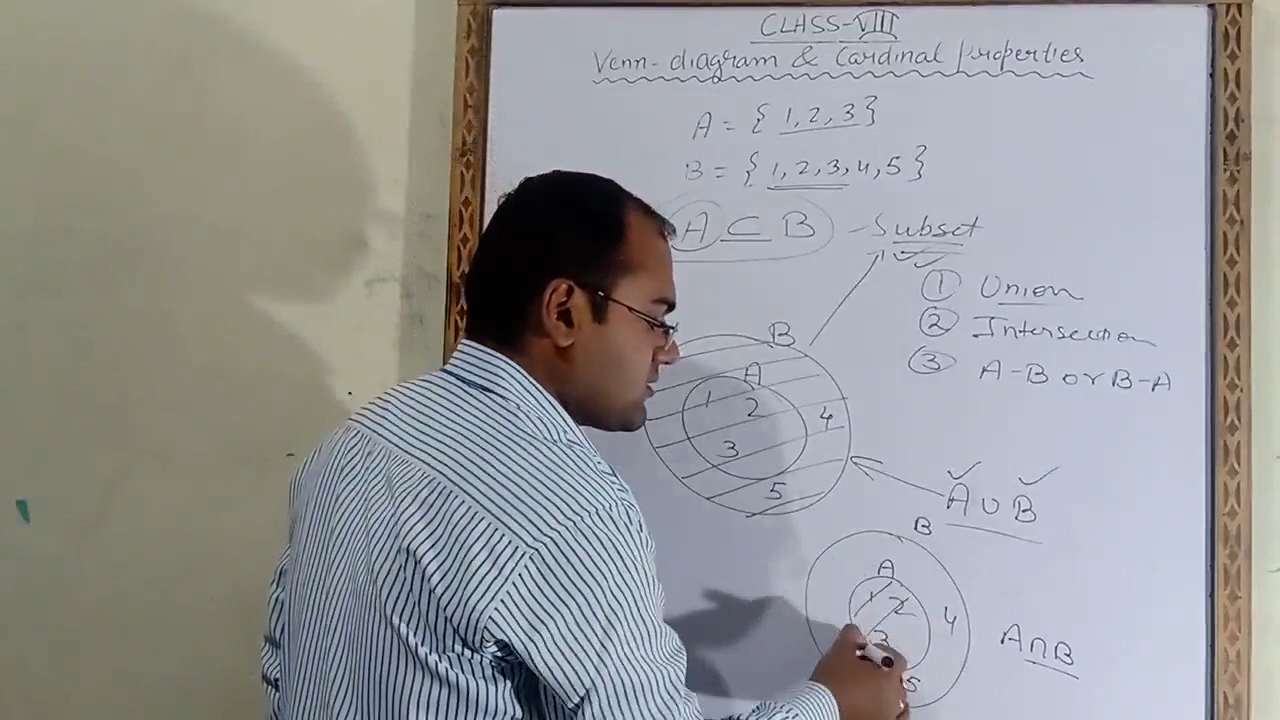 CLASS-VIII
Venn-diagram & Cardinal Properties
A = { 1, 2, 3 }
B = { 1, 2, 3, 4, 5 }
A ⊂ B - Subset
① Union
② Intersection
③ A-B or B-A
B
A
1 2 4
3
5
A ∪ B
B
A
1 2 4
3
5
A ∩ B